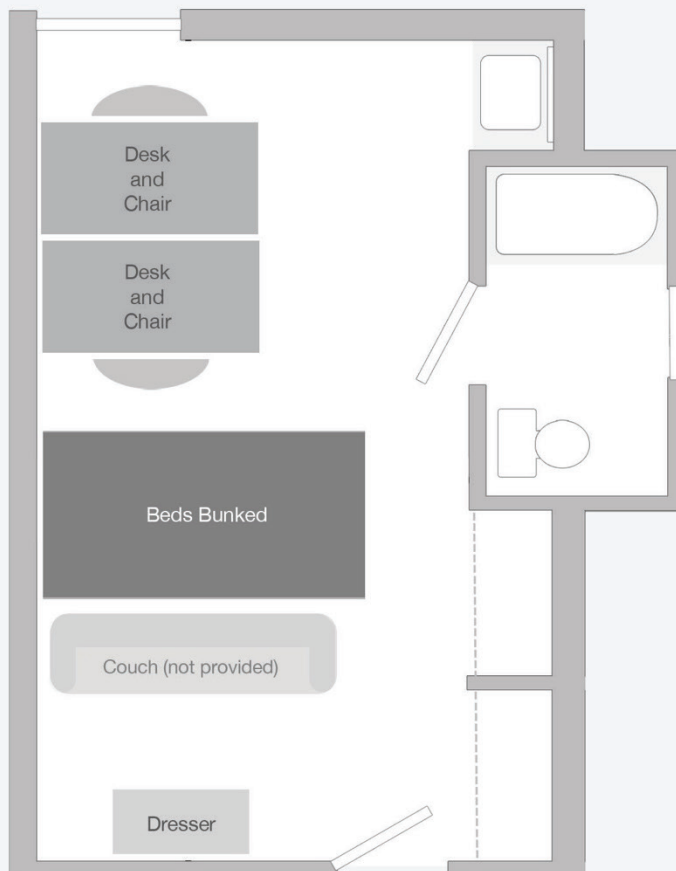 Desk
and
Chair
Desk
and
Chair
Beds Bunked
Couch (not provided)
Dresser